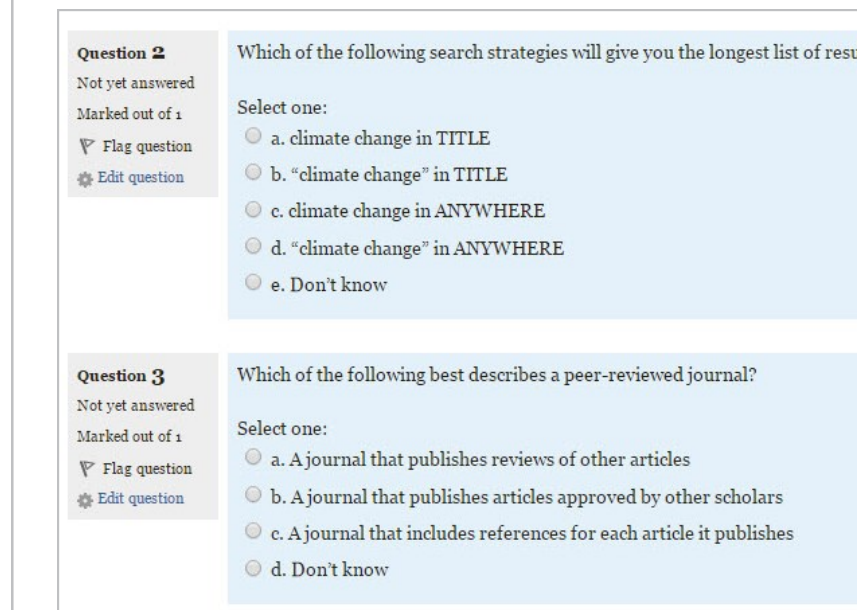 Question 2
Not yet answered
Marked out of 1
Flag question
Edit question
Which of the following search strategies will give you the longest list of
Select one:
a. climate change in TITLE
b. “climate change” in TITLE
c. climate change in ANYWHERE
d. “climate change” in ANYWHERE
e. Don’t know
Question 3
Not yet answered
Marked out of 1
Flag question
Edit question
Which of the following best describes a peer-reviewed journal?
Select one:
a. A journal that publishes reviews of other articles
b. A journal that publishes articles approved by other scholars
c. A journal that includes references for each article it publishes
d. Don’t know